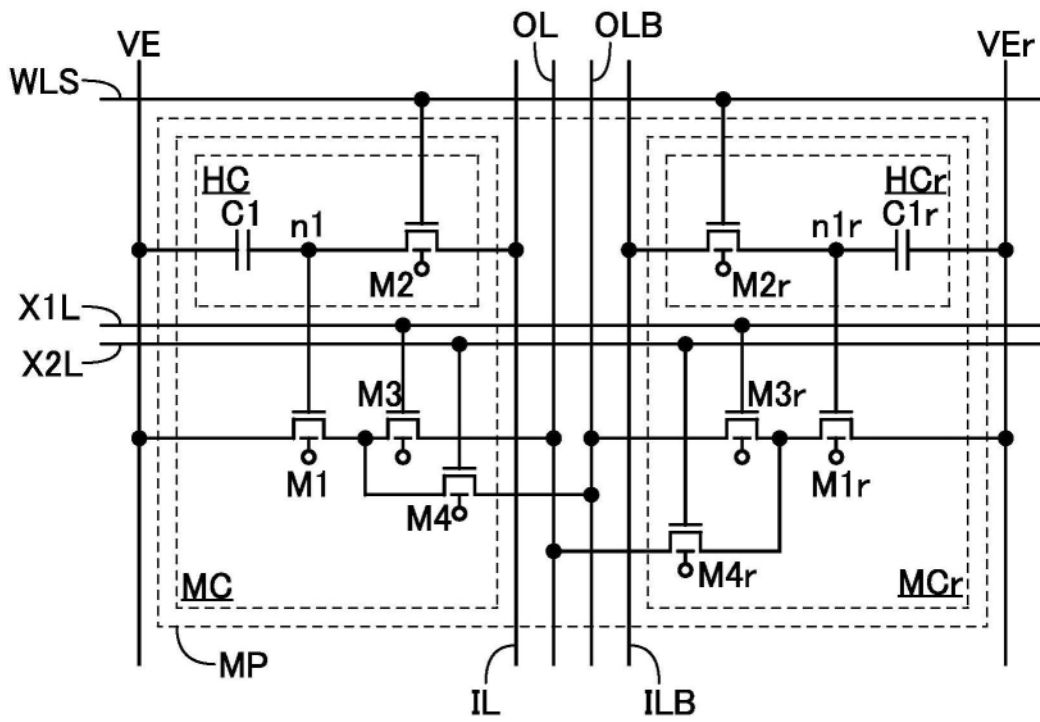 OL OLB
VE VEr
WLS
HC HCr
C1 n1 n1r C1r
M2 M2r
X1L
X2L
M3 M3r
M1 M1r
M4 M4r
MC MCr
MP
IL ILB